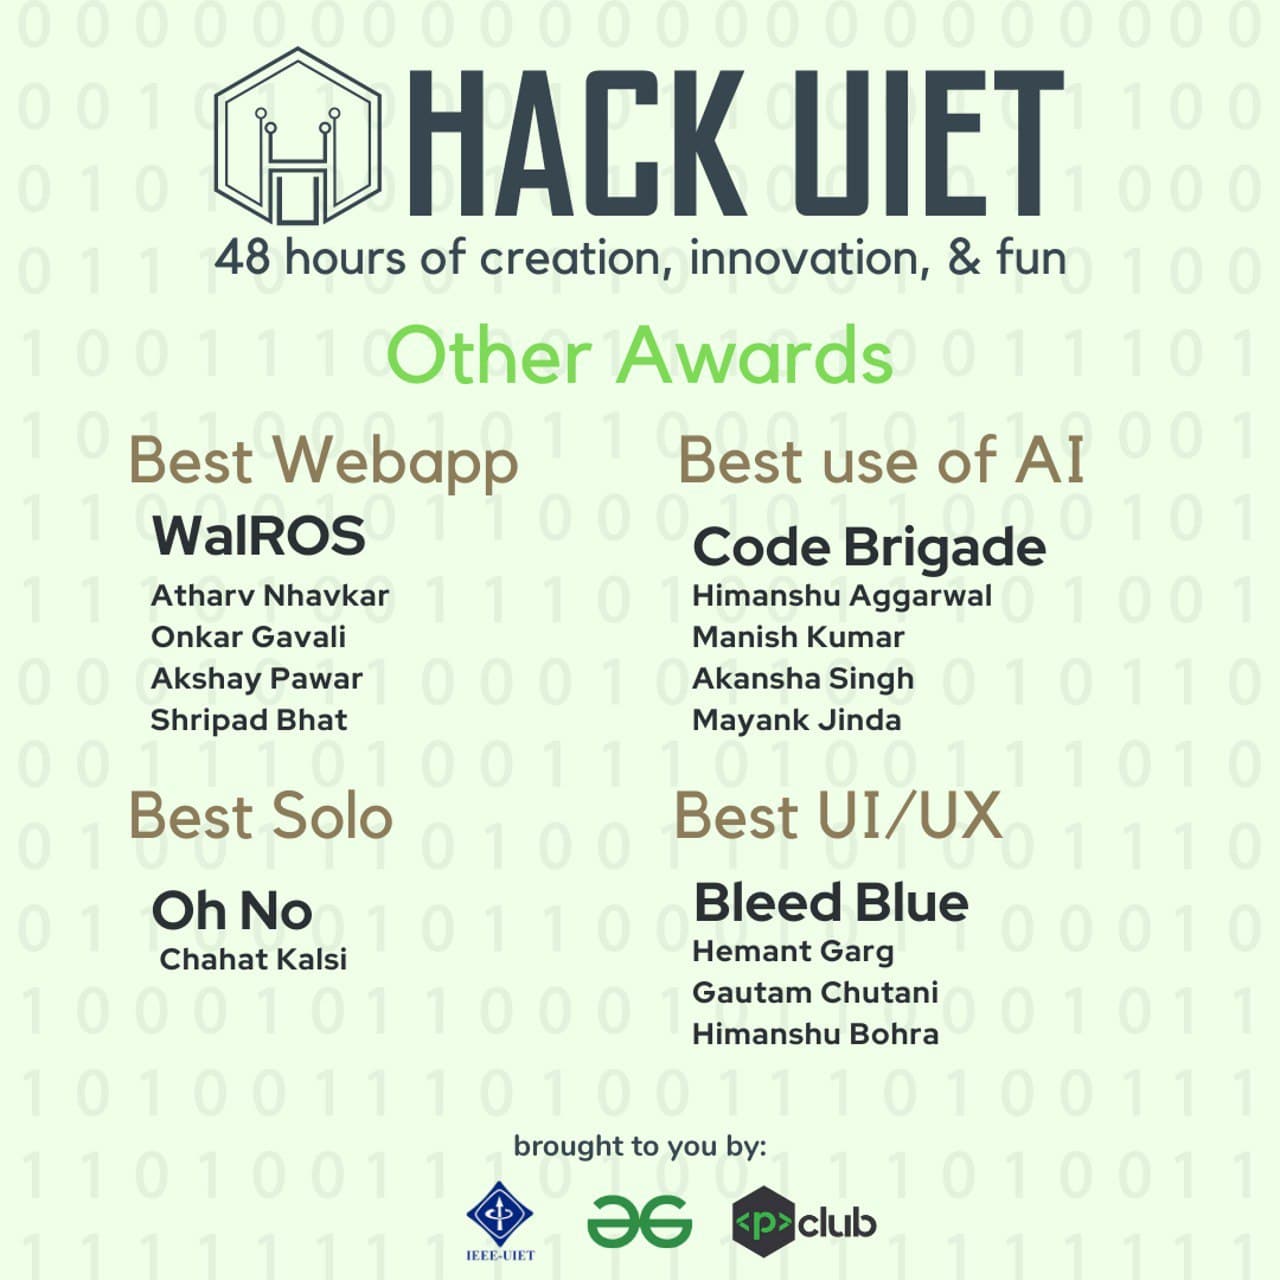 HACK UIET
48 hours of creation, innovation, & fun
Other Awards
Best Webapp
WalROS
Atharv Nhavkar
Onkar Gavali
Akshay Pawar
Shripad Bhat
Best use of AI
Code Brigade
Himanshu Aggarwal
Manish Kumar
Akansha Singh
Mayank Jinda
Best Solo
Oh No
Chahat Kalsi
Best UI/UX
Bleed Blue
Hemant Garg
Gautam Chutani
Himanshu Bohra
brought to you by:
IEEE-UIET
<p>club